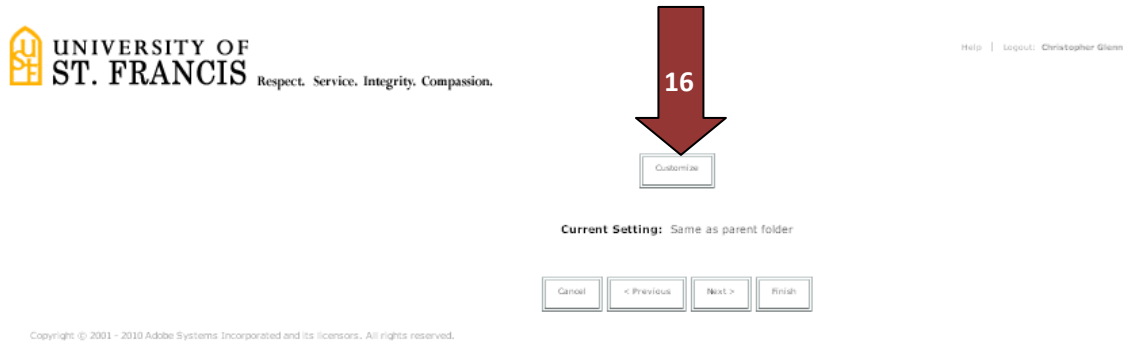 UNIVERSITY OF
ST. FRANCIS Respect. Service. Integrity. Compassion.
Help | Logout: Christopher Glenn
16
Customize
Current Setting: Same as parent folder
Cancel < Previous Next > Finish
Copyright © 2001 - 2010 Adobe Systems Incorporated and its licensors. All rights reserved.